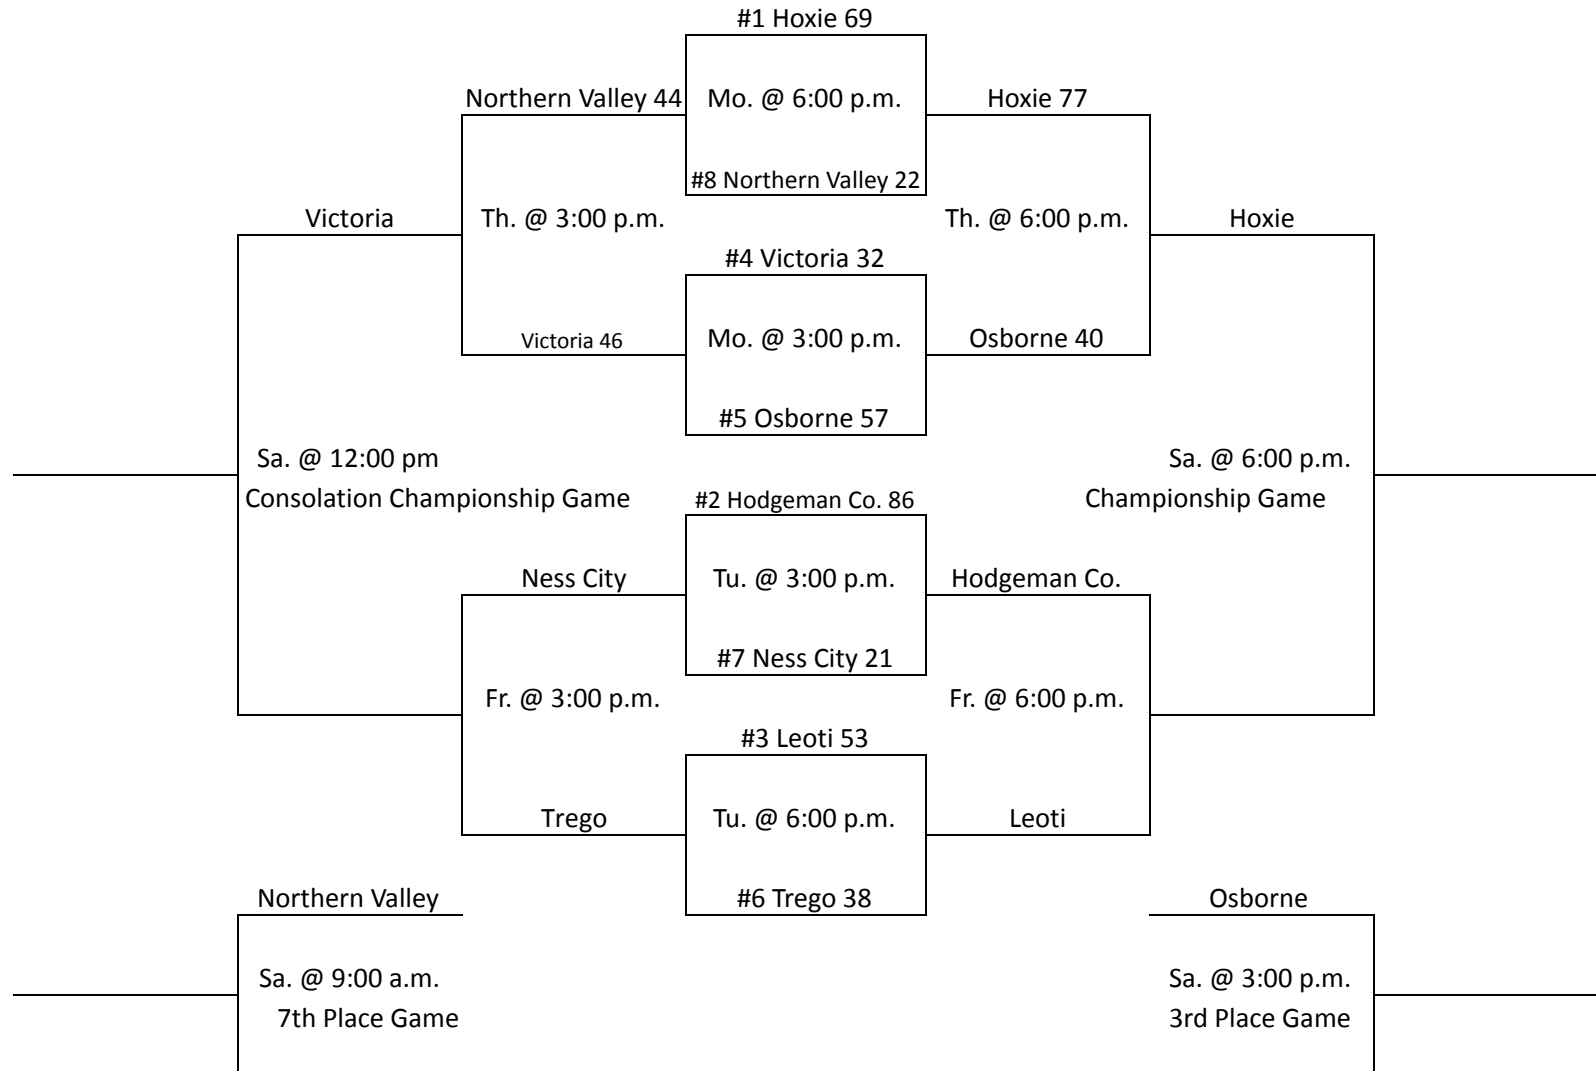 #1 Hoxie 69
Northern Valley 44
Mo. @ 6:00 p.m.
Hoxie 77
#8 Northern Valley 22
Victoria
Th. @ 3:00 p.m.
Th. @ 6:00 p.m.
Hoxie
#4 Victoria 32
Victoria 46
Mo. @ 3:00 p.m.
Osborne 40
#5 Osborne 57
Sa. @ 12:00 pm
Sa. @ 6:00 p.m.
Consolation Championship Game
#2 Hodgeman Co. 86
Championship Game
Ness City
Tu. @ 3:00 p.m.
Hodgeman Co.
#7 Ness City 21
Fr. @ 3:00 p.m.
Fr. @ 6:00 p.m.
#3 Leoti 53
Trego
Tu. @ 6:00 p.m.
Leoti
Northern Valley
#6 Trego 38
Osborne
Sa. @ 9:00 a.m.
Sa. @ 3:00 p.m.
7th Place Game
3rd Place Game